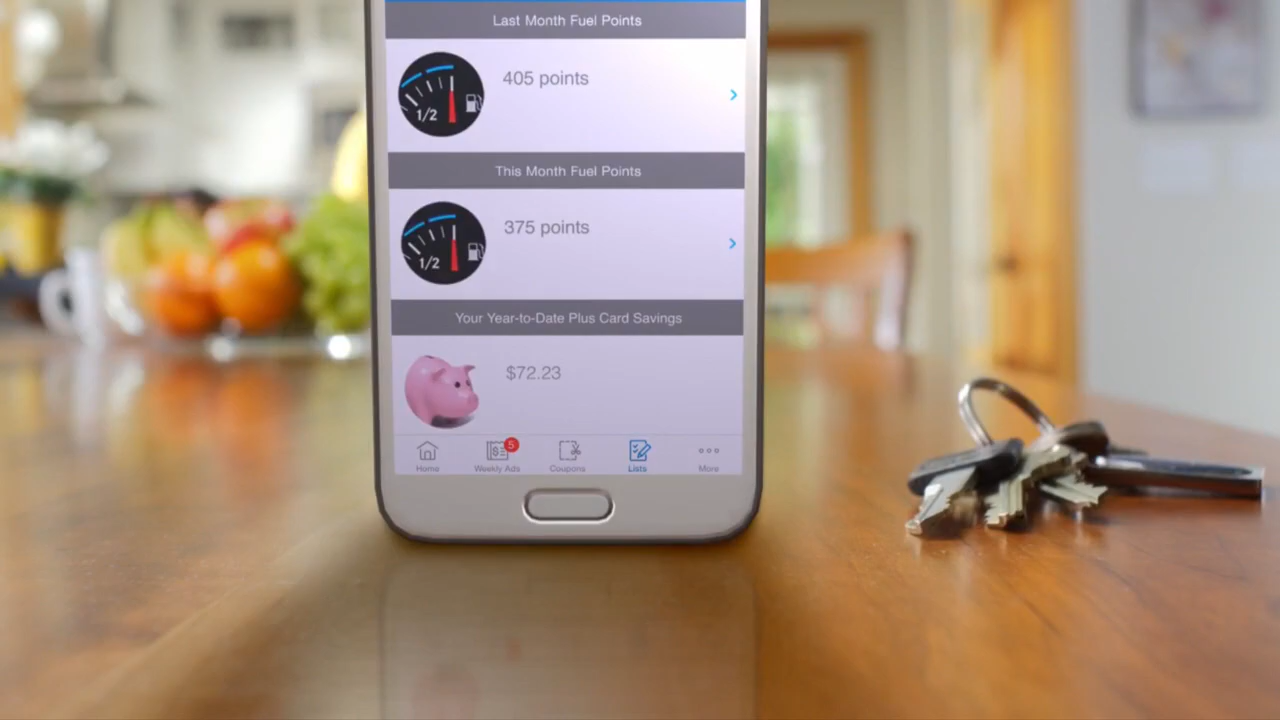 Last Month Fuel Points
405 points
1/2
This Month Fuel Points
375 points
1/2
Your Year-to-Date Plus Card Savings
$72.23
5
Home Weekly Ads Coupons Lists More